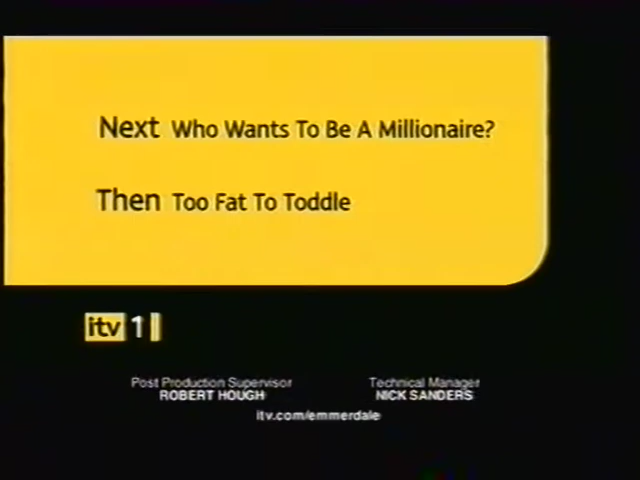 Next Who Wants To Be A Millionaire?
Then Too Fat To Toddle
itv 1
Post Production Supervisor
ROBERT HOUGH
Technical Manager
NICK SANDERS
itv.com/emmerdale